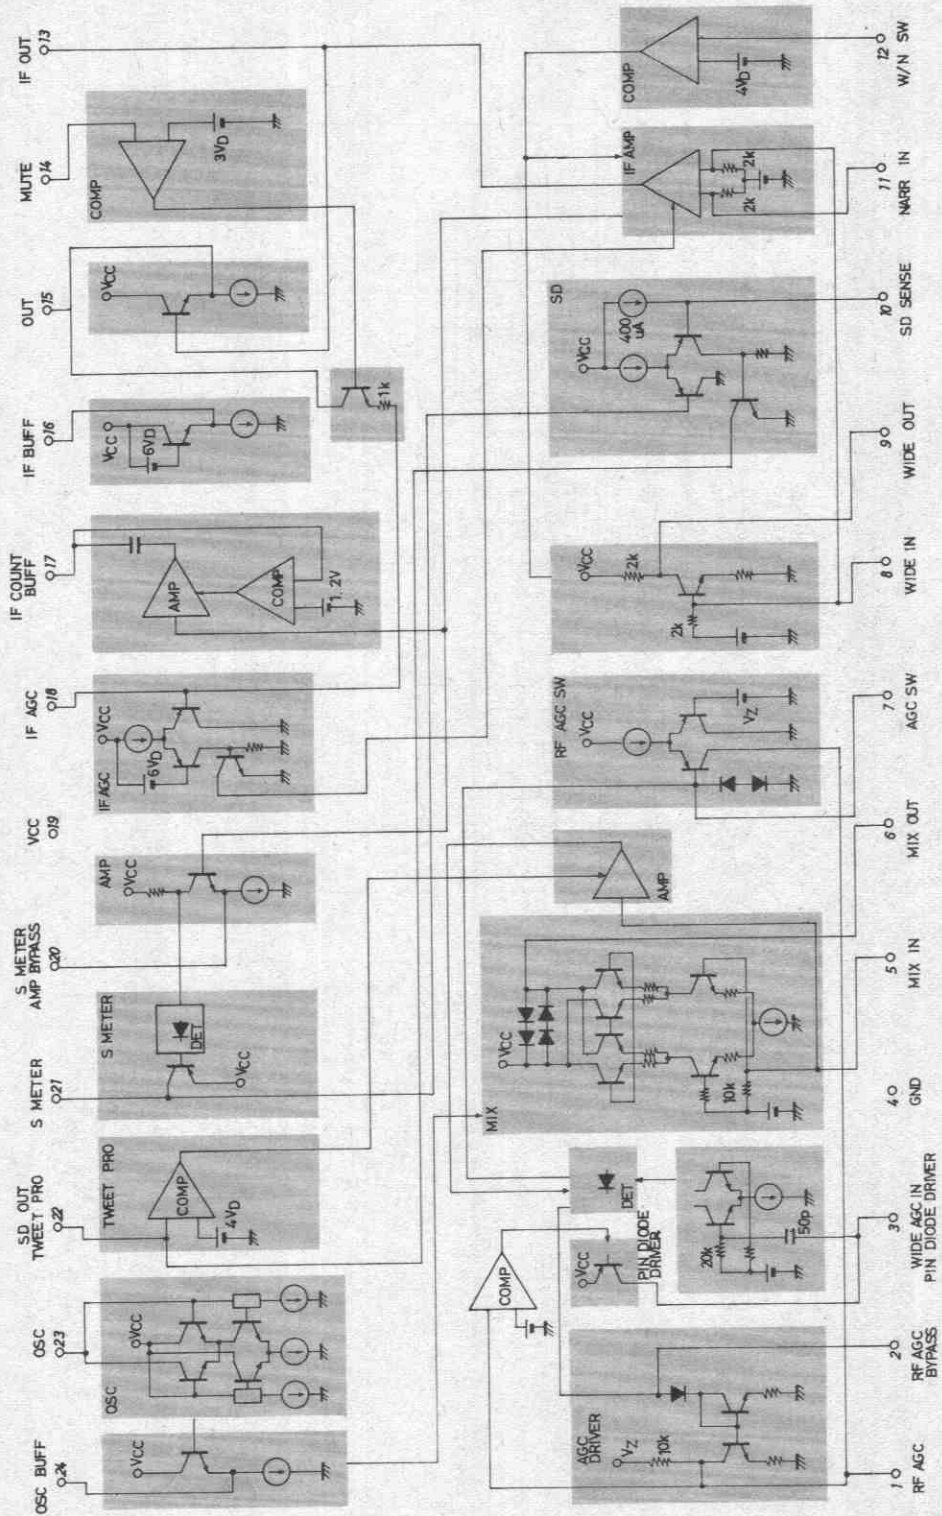 OSC BUFF
24
OSC
23
SD OUT
TWEET PRO
22
S METER
21
S METER
AMP BYPASS
20
VCC
19
IF AGC
18
IF COUNT
BUFF
17
IF BUFF
16
OUT
15
MUTE
14
IF OUT
13
VCC
OSC
VCC
TWEET PRO
COMP
4VD
S METER
DET
VCC
AMP
VCC
IF AGC
6VD
VCC
AMP
COMP
1.2V
VCC
6VD
VCC
COMP
3VD
1k
AGC
DRIVER
VZ
10k
COMP
VCC
PIN DIODE
DRIVER
DET
20k
50p
MIX
VCC
10k
AMP
RF AGC SW
VCC
VZ
VCC
2k
2k
SD
VCC
400
uA
IF AMP
2k
2k
COMP
4VD
1
RF AGC
2
RF AGC
BYPASS
3
WIDE AGC IN
PIN DIODE DRIVER
4
GND
5
MIX IN
6
MIX OUT
7
AGC SW
8
WIDE IN
9
WIDE OUT
10
SD SENSE
11
NARR IN
12
W/N SW